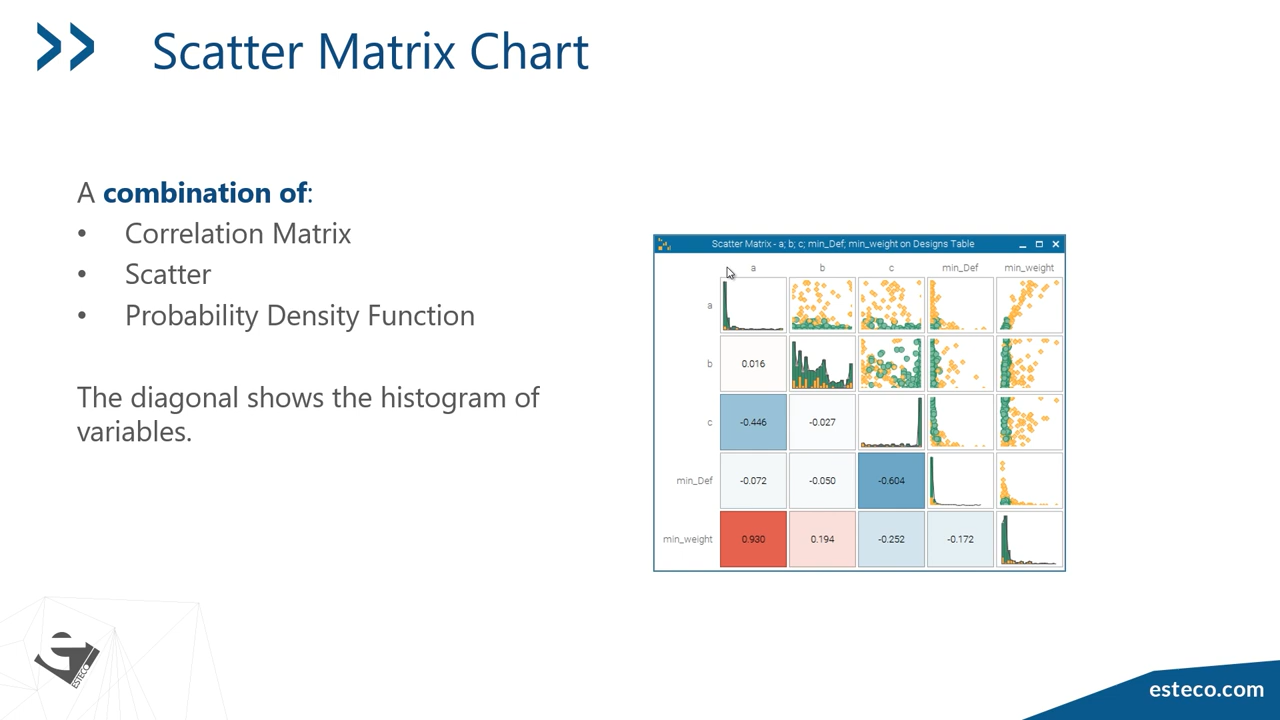 Scatter Matrix Chart
A combination of:
• Correlation Matrix
• Scatter
• Probability Density Function
The diagonal shows the histogram of
variables.
Scatter Matrix - a; b; c; min_Def; min_weight on Designs Table
a b c min_Def min_weight
a
b 0.016
c -0.446 -0.027
min_Def -0.072 -0.050 -0.604
min_weight 0.930 0.194 -0.252 -0.172
ESTECO
esteco.com